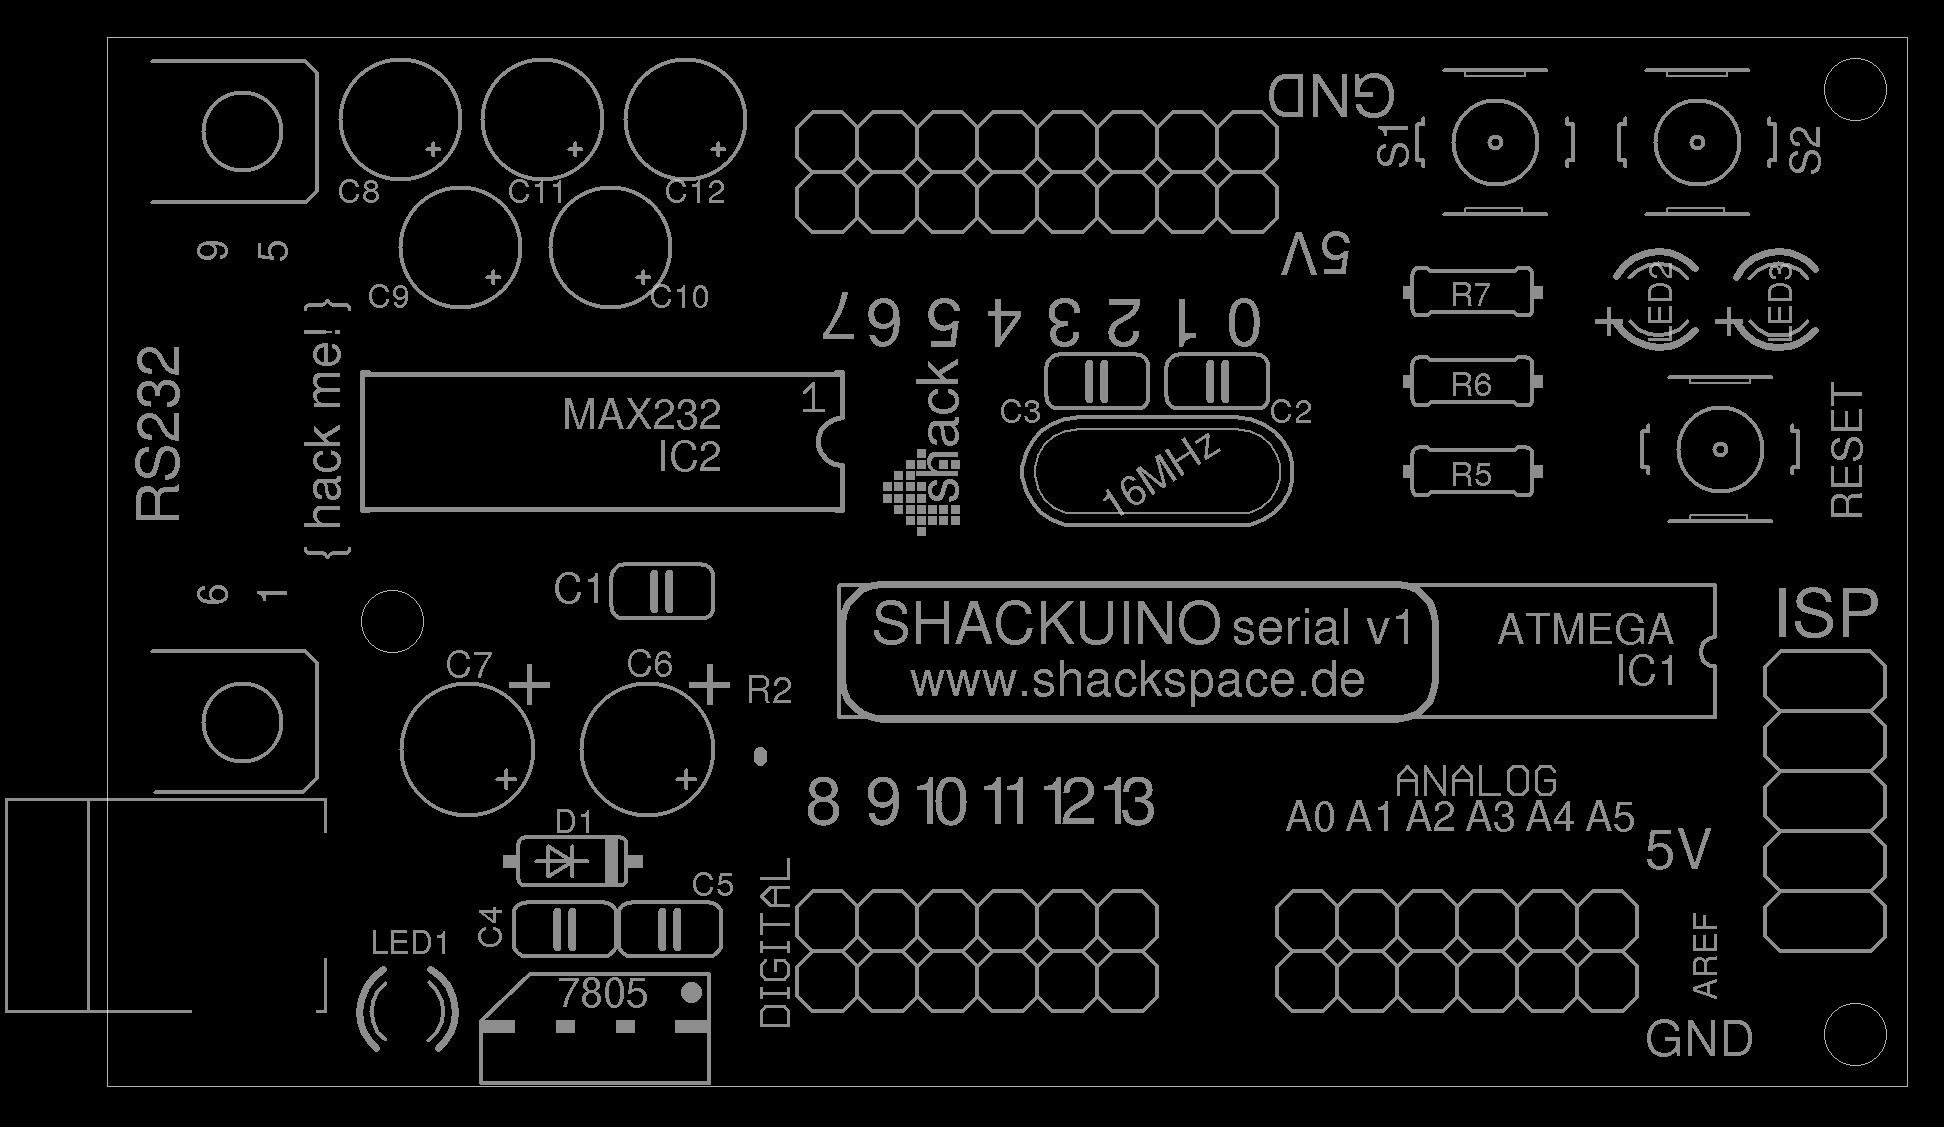 GND
S1
S2
C8
C11
C12
9
5
5V
C9
C10
LED2
LED3
R7
7 6 5 4 3 2 1 0
RS232
{ hack me! }
MAX232
IC2
1
shack
C3
C2
16MHz
R6
R5
RESET
6
1
C1
SHACKUINO serial v1
www.shackspace.de
ATMEGA
IC1
ISP
C7
C6
R2
8 9 10 11 12 13
ANALOG
A0 A1 A2 A3 A4 A5
5V
D1
C5
C4
DIGITAL
LED1
7805
AREF
GND